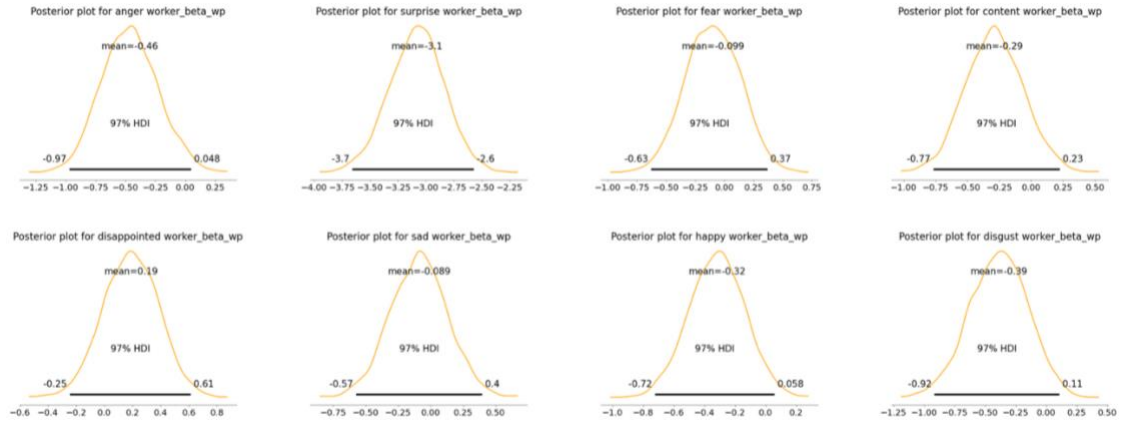 Posterior plot for anger worker_beta_wp
mean=-0.46
97% HDI
-0.97
0.048
−1.25 −1.00 −0.75 −0.50 −0.25 0.00 0.25
Posterior plot for surprise worker_beta_wp
mean=-3.1
97% HDI
-3.7
-2.6
−4.00 −3.75 −3.50 −3.25 −3.00 −2.75 −2.50 −2.25
Posterior plot for fear worker_beta_wp
mean=-0.099
97% HDI
-0.63
0.37
−1.00 −0.75 −0.50 −0.25 0.00 0.25 0.50 0.75
Posterior plot for content worker_beta_wp
mean=-0.29
97% HDI
-0.77
0.23
−1.00 −0.75 −0.50 −0.25 0.00 0.25 0.50
Posterior plot for disappointed worker_beta_wp
mean=0.19
97% HDI
-0.25
0.61
−0.6 −0.4 −0.2 0.0 0.2 0.4 0.6 0.8
Posterior plot for sad worker_beta_wp
mean=-0.089
97% HDI
-0.57
0.4
−0.75 −0.50 −0.25 0.00 0.25 0.50
Posterior plot for happy worker_beta_wp
mean=-0.32
97% HDI
-0.72
0.058
−1.0 −0.8 −0.6 −0.4 −0.2 0.0 0.2
Posterior plot for disgust worker_beta_wp
mean=-0.39
97% HDI
-0.92
0.11
−1.25 −1.00 −0.75 −0.50 −0.25 0.00 0.25 0.50